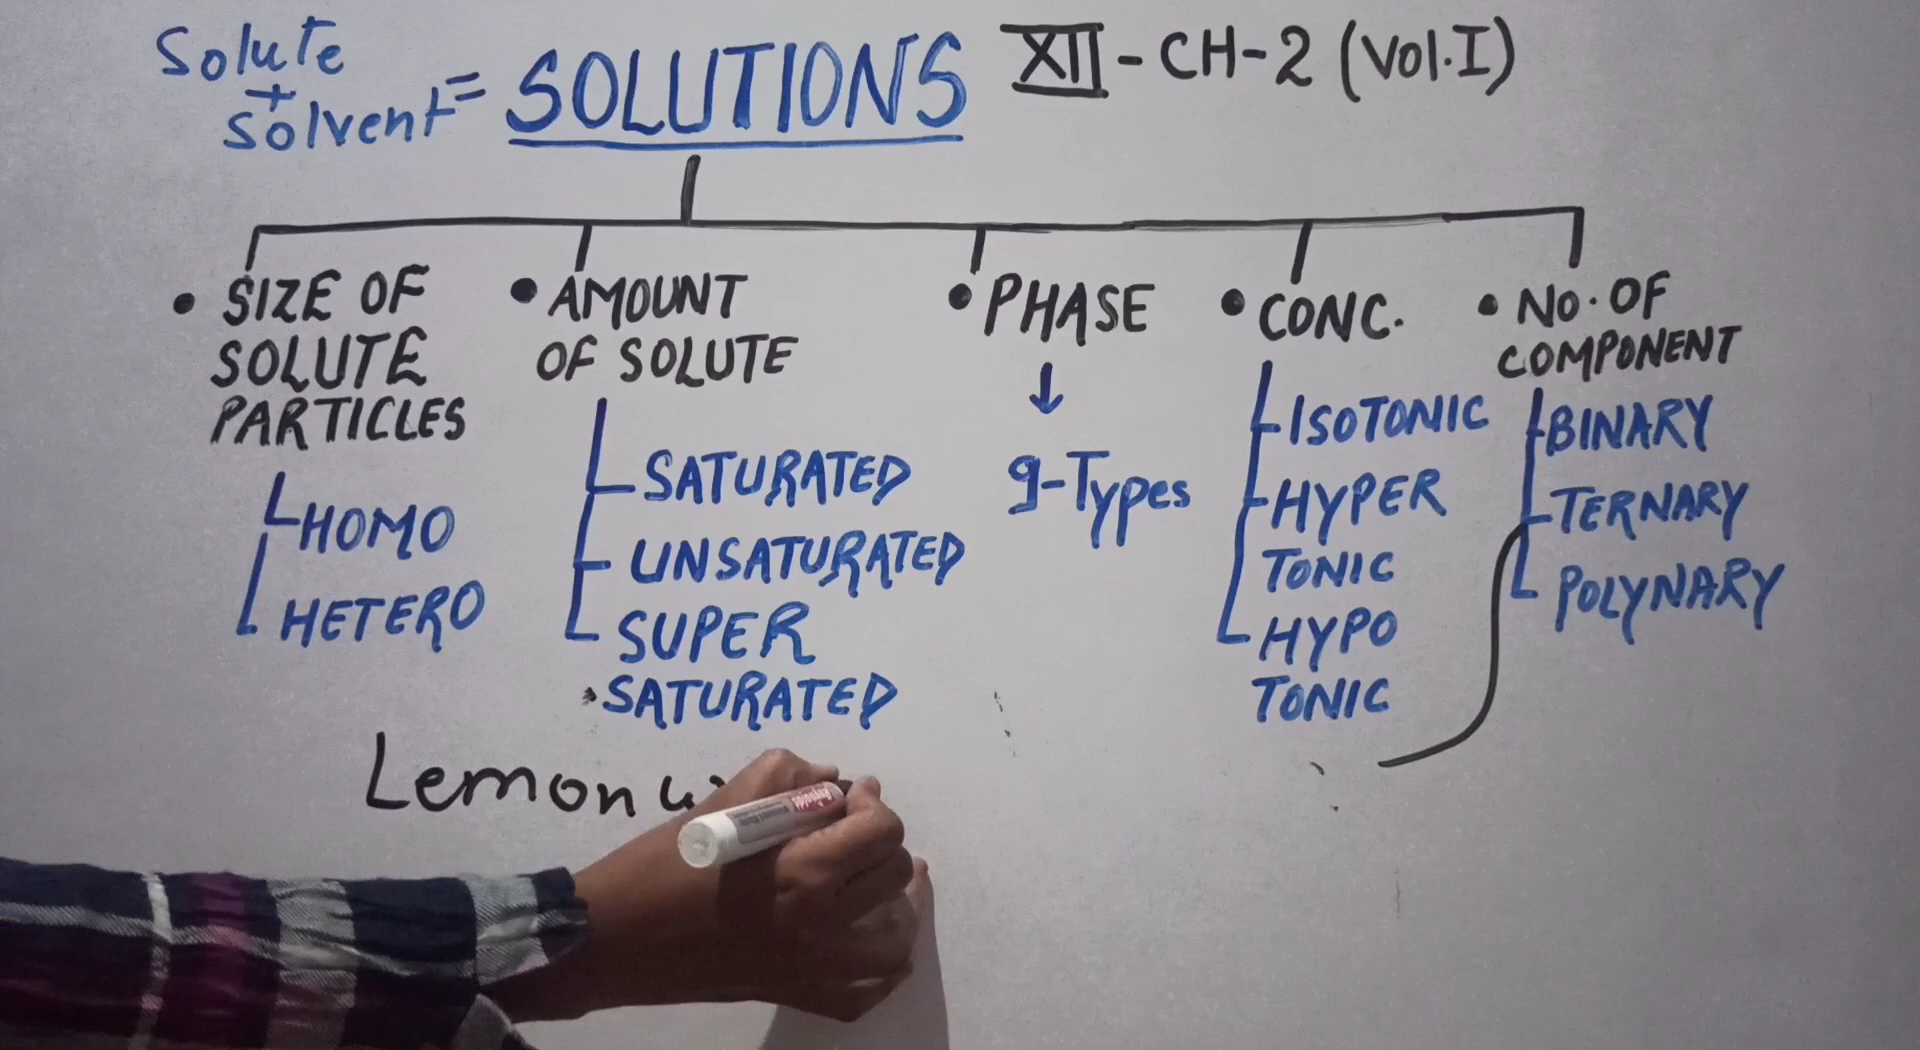 Solute
+
Solvent = SOLUTIONS XII - CH-2 (Vol.I)
• SIZE OF
SOLUTE
PARTICLES
HOMO
HETERO
• AMOUNT
OF SOLUTE
SATURATED
UNSATURATED
SUPER
SATURATED
• PHASE
↓
9-Types
• CONC.
ISOTONIC
HYPER
TONIC
HYPO
TONIC
• NO. OF
COMPONENT
BINARY
TERNARY
POLYNARY
Lemon